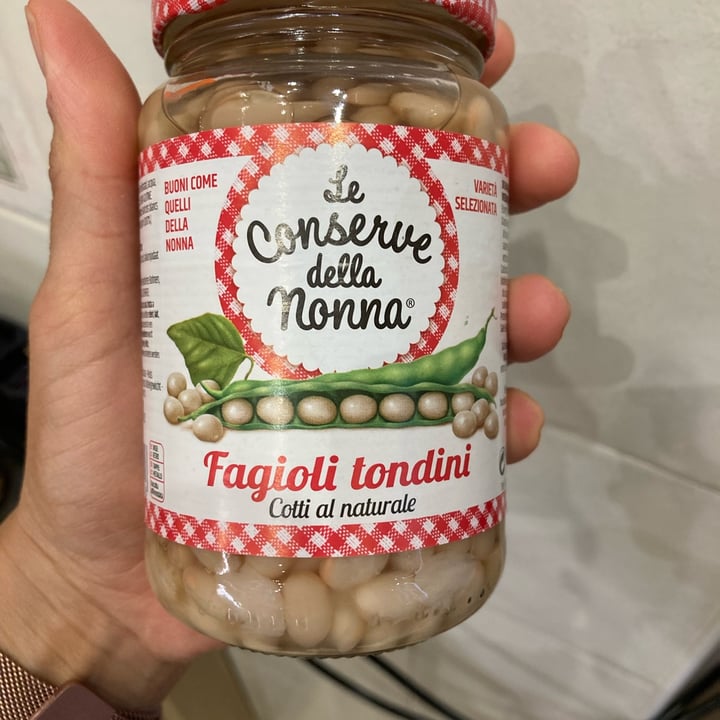 BUONI COME
QUELLI
DELLA
NONNA
Le
Conserve
della
Nonna®
VARIETÀ
SELEZIONATA
Fagioli tondini
Cotti al naturale